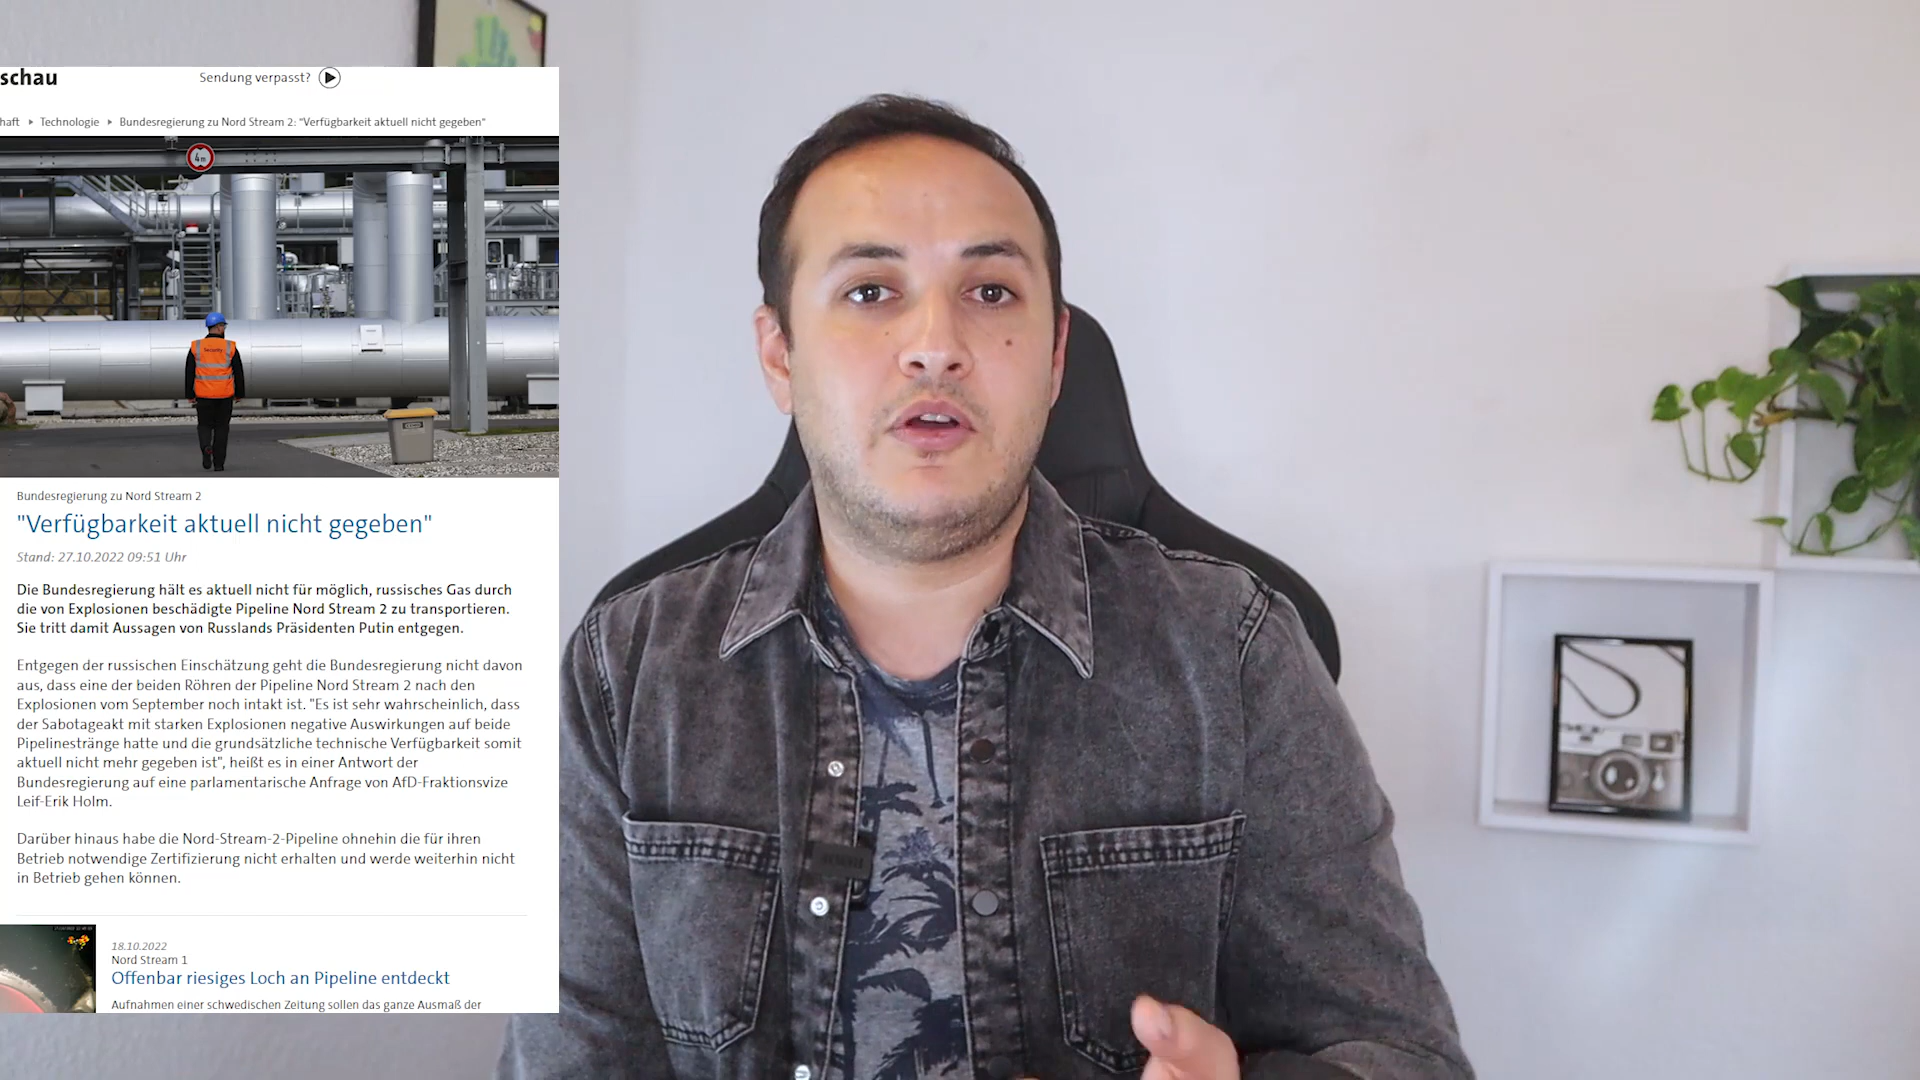 schau
Sendung verpasst?
haft ▸ Technologie ▸ Bundesregierung zu Nord Stream 2: "Verfügbarkeit aktuell nicht gegeben"
4m
Security
Bundesregierung zu Nord Stream 2
"Verfügbarkeit aktuell nicht gegeben"
Stand: 27.10.2022 09:51 Uhr
Die Bundesregierung hält es aktuell nicht für möglich, russisches Gas durch
die von Explosionen beschädigte Pipeline Nord Stream 2 zu transportieren.
Sie tritt damit Aussagen von Russlands Präsidenten Putin entgegen.
Entgegen der russischen Einschätzung geht die Bundesregierung nicht davon
aus, dass eine der beiden Röhren der Pipeline Nord Stream 2 nach den
Explosionen vom September noch intakt ist. "Es ist sehr wahrscheinlich, dass
der Sabotageakt mit starken Explosionen negative Auswirkungen auf beide
Pipelinestränge hatte und die grundsätzliche technische Verfügbarkeit somit
aktuell nicht mehr gegeben ist", heißt es in einer Antwort der
Bundesregierung auf eine parlamentarische Anfrage von AfD-Fraktionsvize
Leif-Erik Holm.
Darüber hinaus habe die Nord-Stream-2-Pipeline ohnehin die für ihren
Betrieb notwendige Zertifizierung nicht erhalten und werde weiterhin nicht
in Betrieb gehen können.
18.10.2022
Nord Stream 1
Offenbar riesiges Loch an Pipeline entdeckt
Aufnahmen einer schwedischen Zeitung sollen das ganze Ausmaß der